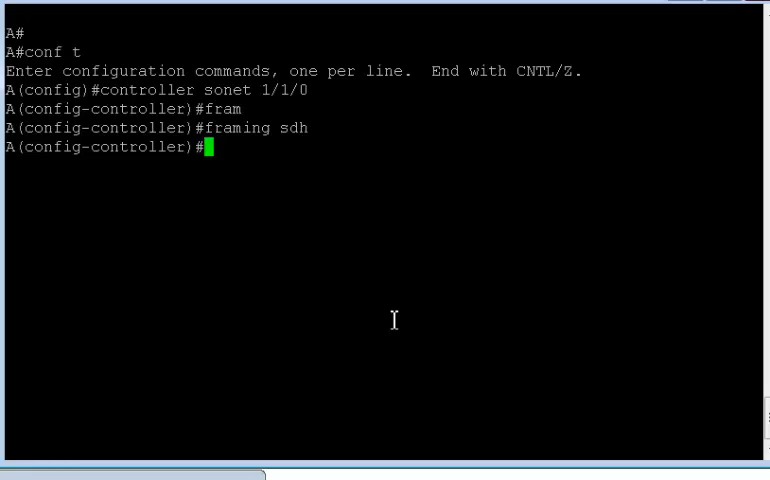 A#
A#conf t
Enter configuration commands, one per line.  End with CNTL/Z.
A(config)#controller sonet 1/1/0
A(config-controller)#fram
A(config-controller)#framing sdh
A(config-controller)#